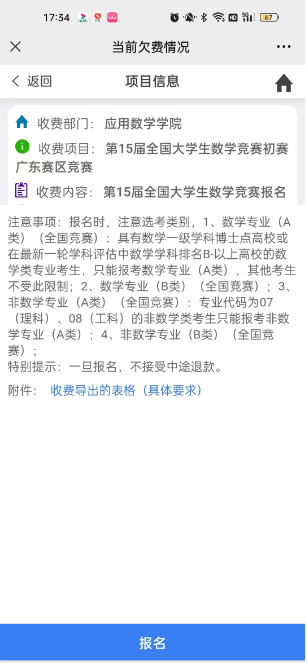 17:34
67
当前欠费情况
返回
项目信息
收费部门： 应用数学学院
收费项目： 第15届全国大学生数学竞赛初赛
广东赛区竞赛
收费内容： 第15届全国大学生数学竞赛报名
注意事项：报名时，注意选考类别，1、数学专业（A
类）（全国竞赛）：具有数学一级学科博士点高校或
在最新一轮学科评估中数学学科排名B-以上高校的数
学类专业考生，只能报考数学专业（A类），其他考生
不受此限制；2、数学专业（B类）（全国竞赛）；3、
非数学专业（A类）（全国竞赛）：专业代码为07
（理科）、08（工科）的非数学类考生只能报考非数
学专业（A类）；4、非数学专业（B类）（全国竞
赛）；
特别提示：一旦报名，不接受中途退款。
附件： 收费导出的表格（具体要求）
报名